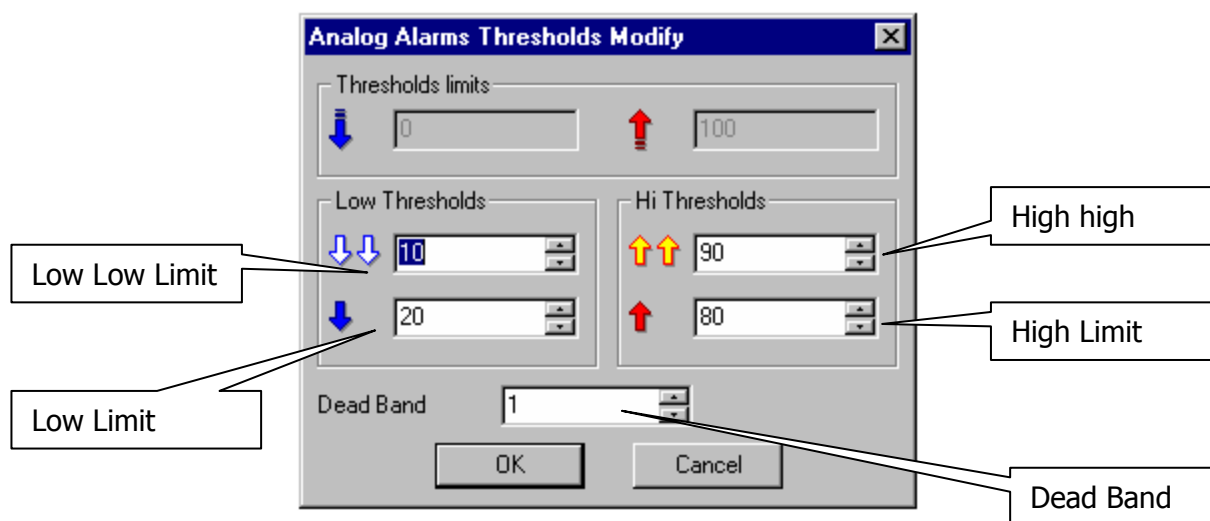 Analog Alarms Thresholds Modify
Thresholds limits
0
100
Low Thresholds
Hi Thresholds
High high
Low Low Limit
10
90
20
80
High Limit
Low Limit
Dead Band
1
OK
Cancel
Dead Band